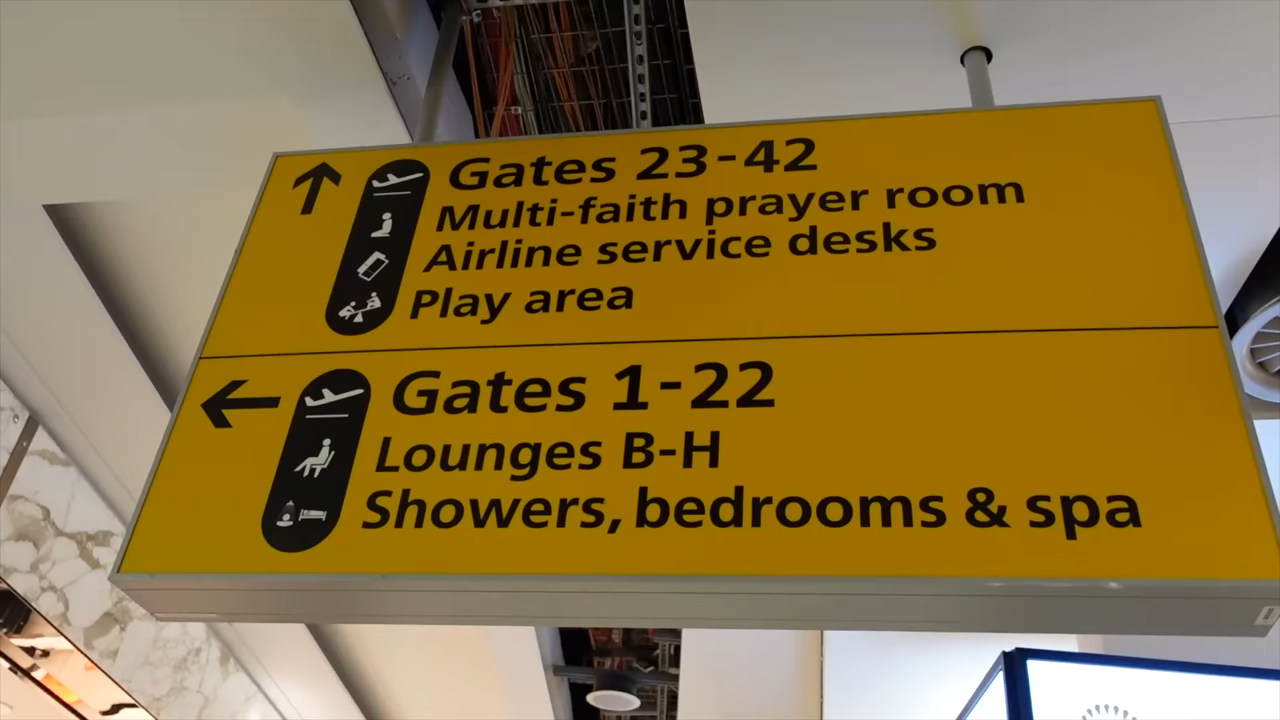 Gates 23-42
Multi-faith prayer room
Airline service desks
Play area
Gates 1-22
Lounges B-H
Showers, bedrooms & spa